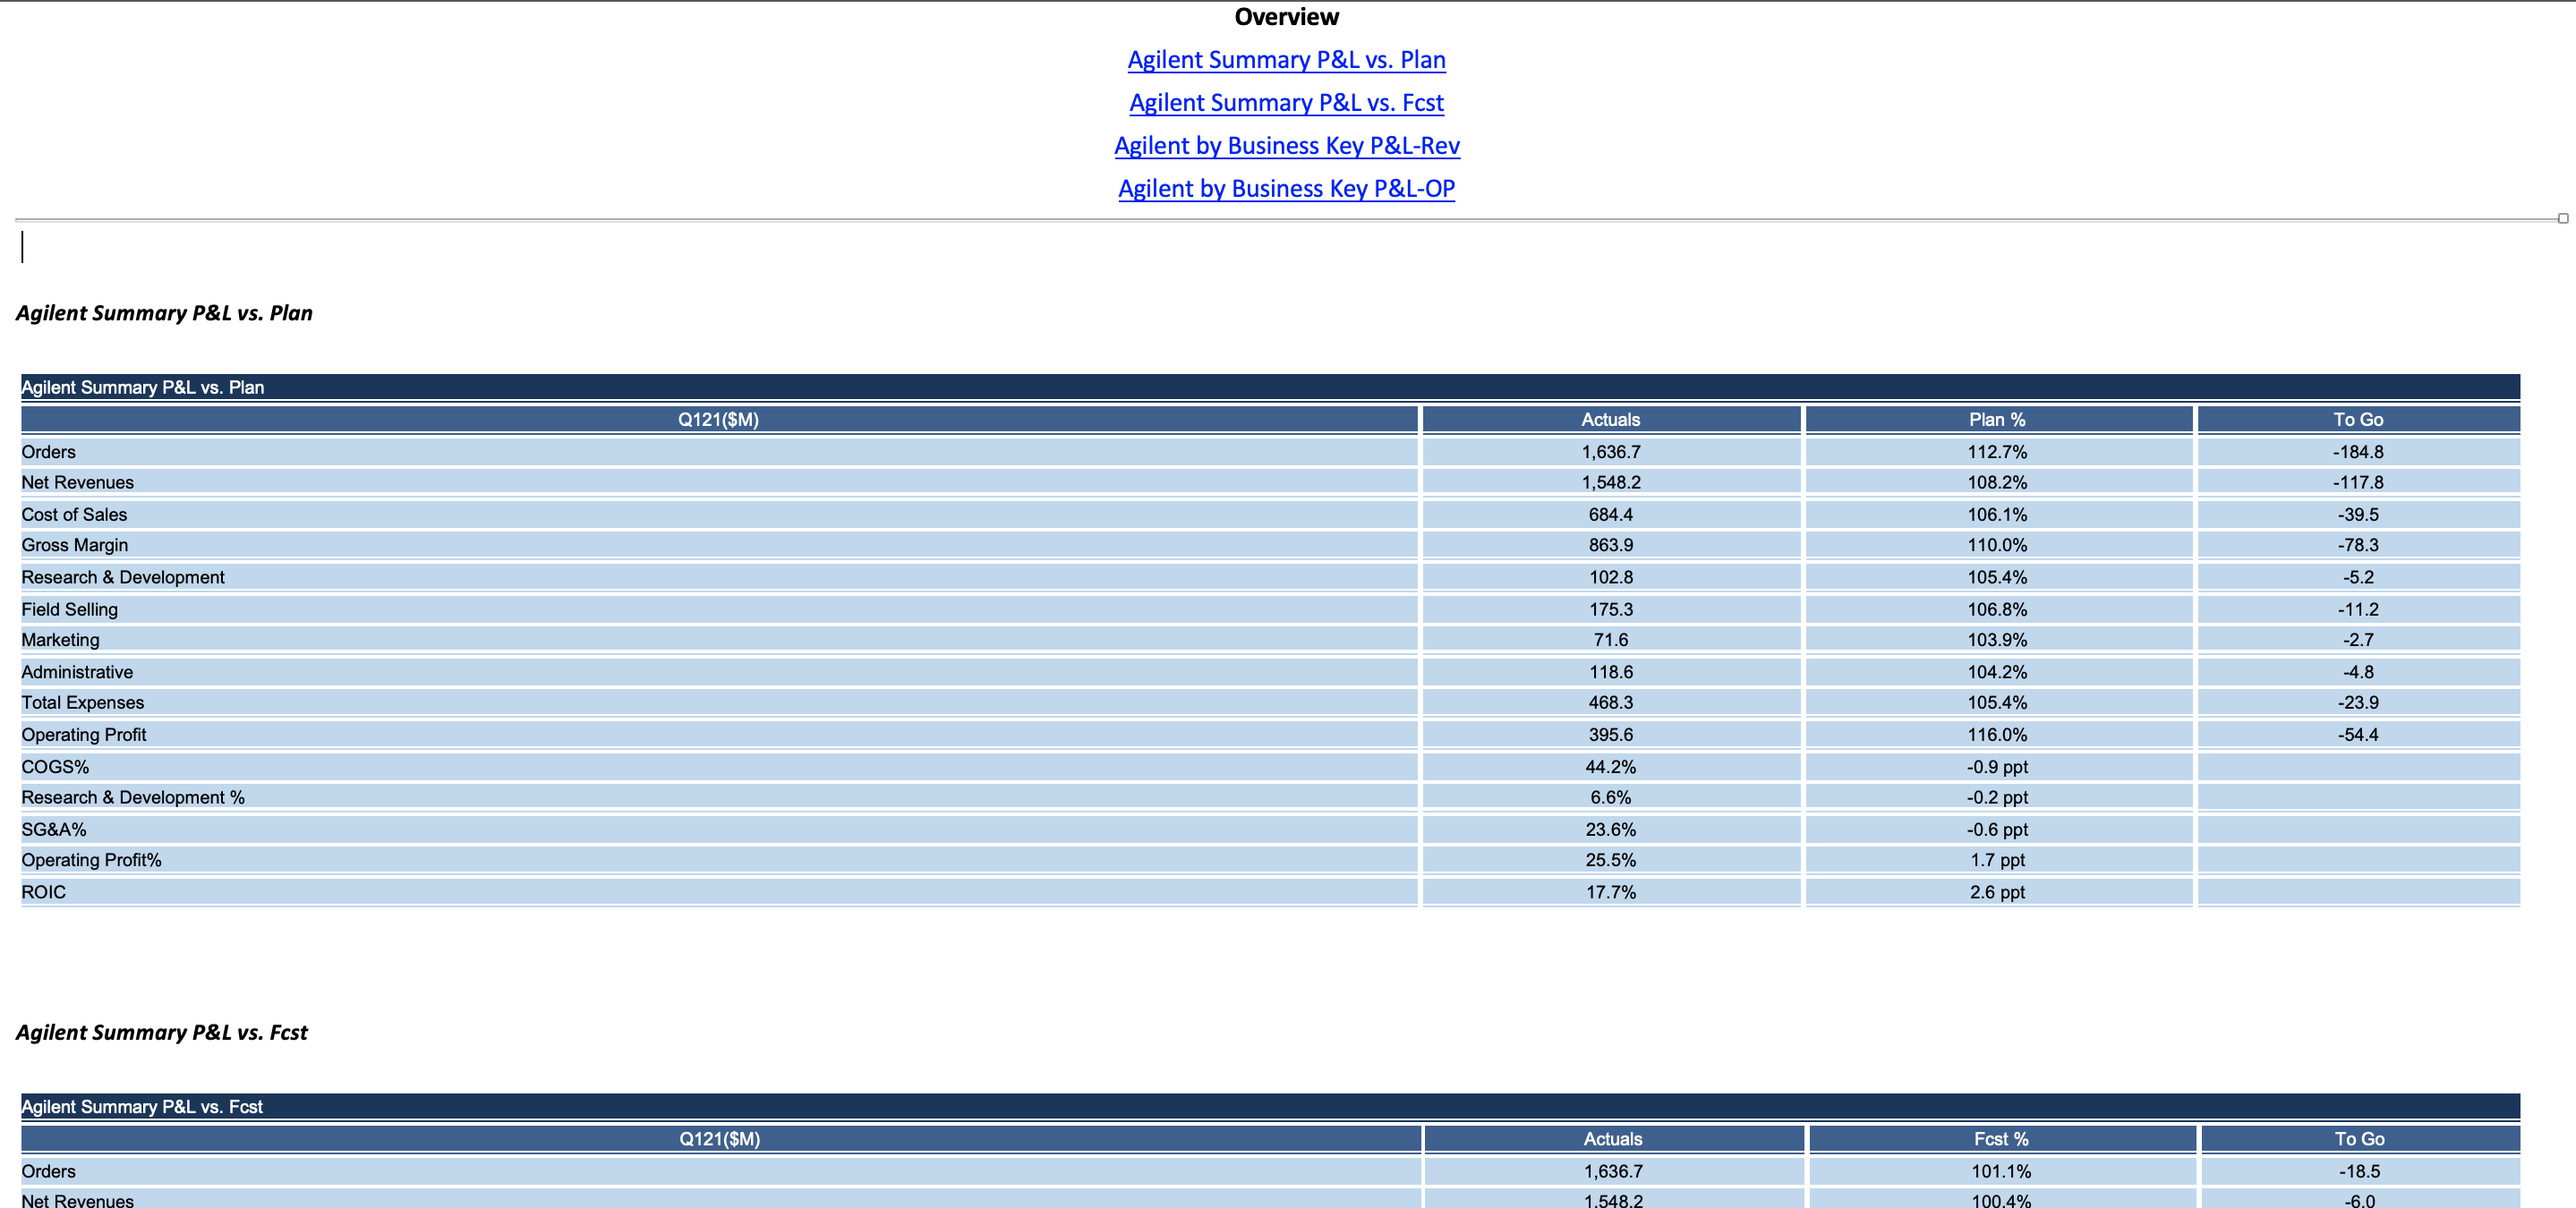 Overview
Agilent Summary P&L vs. Plan
Agilent Summary P&L vs. Fcst
Agilent by Business Key P&L-Rev
Agilent by Business Key P&L-OP
Agilent Summary P&L vs. Plan
Agilent Summary P&L vs. Plan
Q121($M) Actuals Plan % To Go
Orders 1,636.7 112.7% -184.8
Net Revenues 1,548.2 108.2% -117.8
Cost of Sales 684.4 106.1% -39.5
Gross Margin 863.9 110.0% -78.3
Research & Development 102.8 105.4% -5.2
Field Selling 175.3 106.8% -11.2
Marketing 71.6 103.9% -2.7
Administrative 118.6 104.2% -4.8
Total Expenses 468.3 105.4% -23.9
Operating Profit 395.6 116.0% -54.4
COGS% 44.2% -0.9 ppt
Research & Development % 6.6% -0.2 ppt
SG&A% 23.6% -0.6 ppt
Operating Profit% 25.5% 1.7 ppt
ROIC 17.7% 2.6 ppt
Agilent Summary P&L vs. Fcst
Agilent Summary P&L vs. Fcst
Q121($M) Actuals Fcst % To Go
Orders 1,636.7 101.1% -18.5
Net Revenues 1,548.2 100.4% -6.0